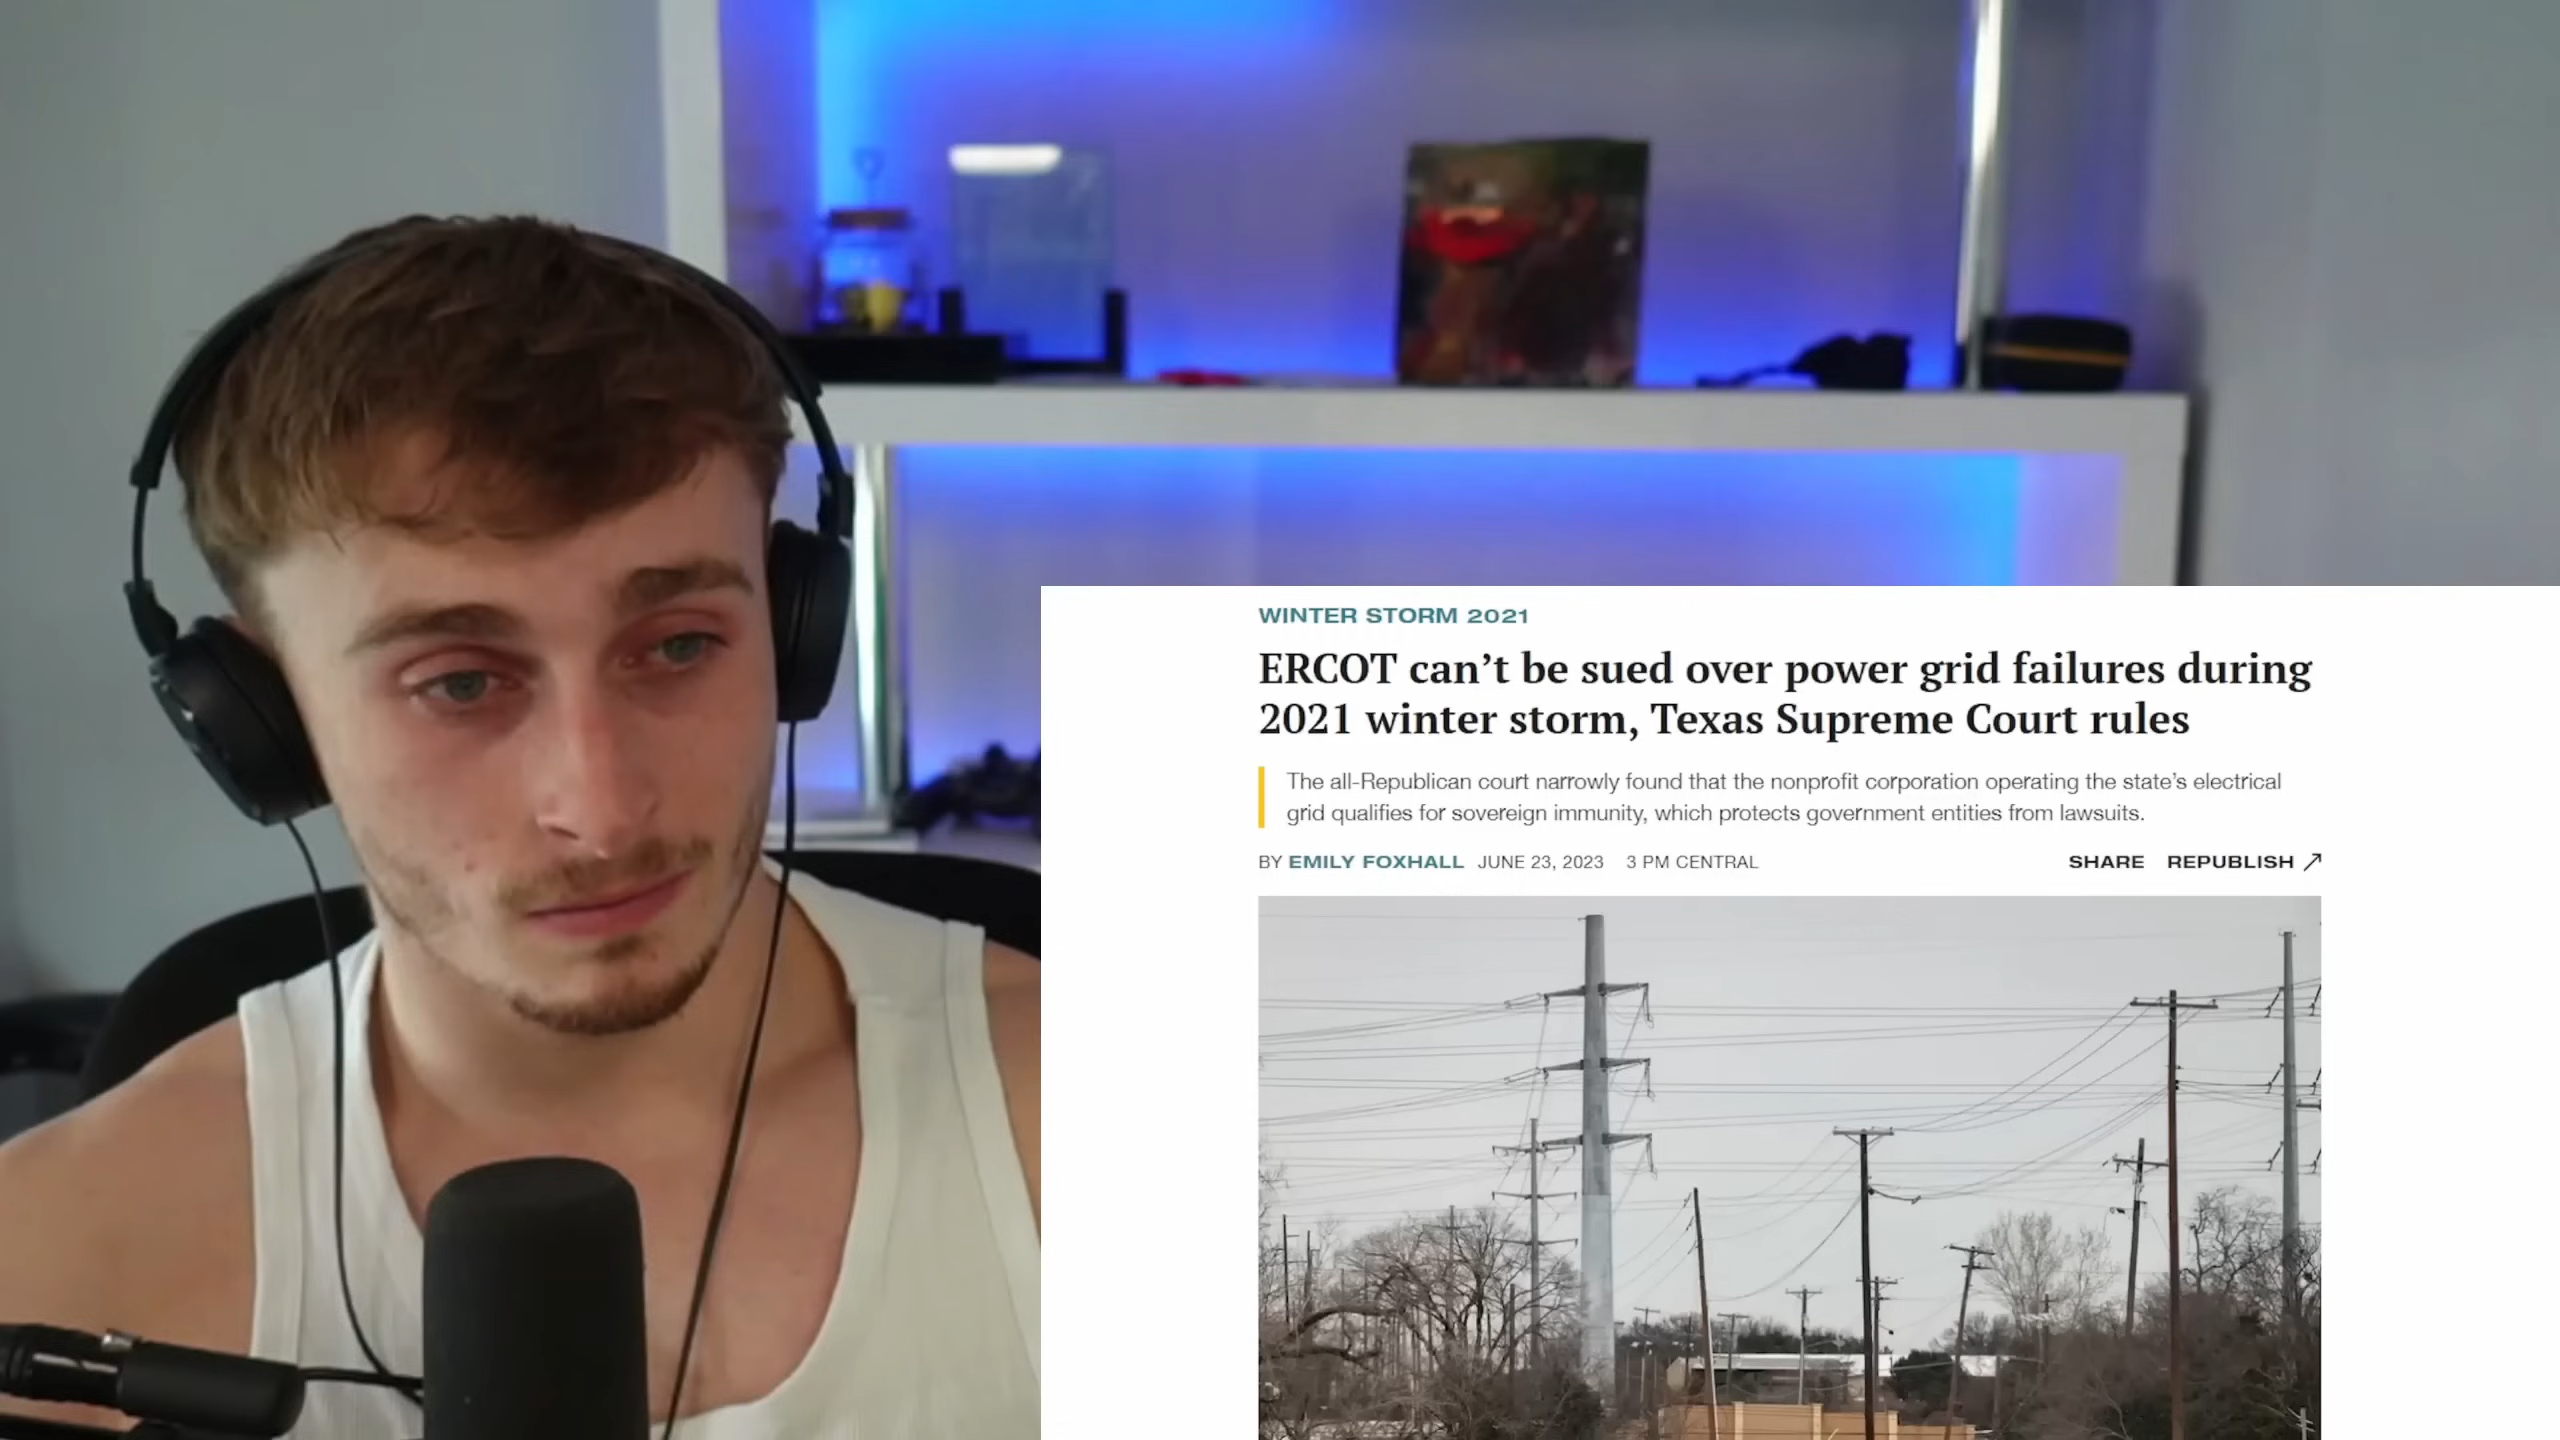 WINTER STORM 2021
ERCOT can’t be sued over power grid failures during
2021 winter storm, Texas Supreme Court rules
The all-Republican court narrowly found that the nonprofit corporation operating the state’s electrical
grid qualifies for sovereign immunity, which protects government entities from lawsuits.
BY EMILY FOXHALL JUNE 23, 2023 3 PM CENTRAL
SHARE REPUBLISH